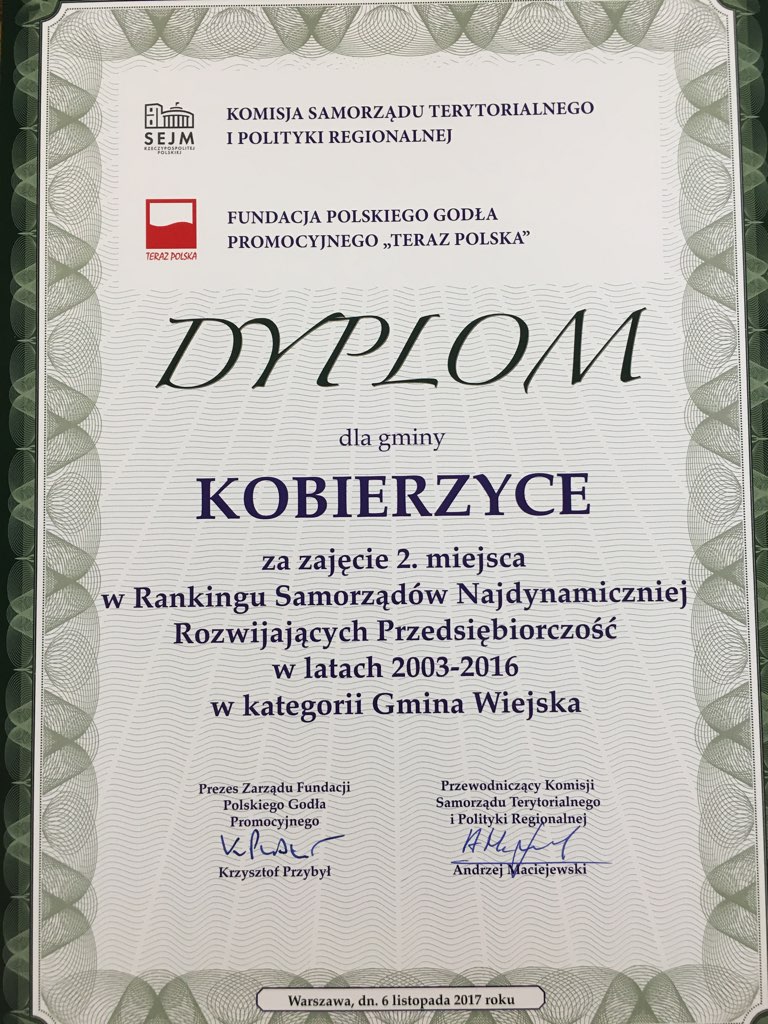 SEJM
RZECZYPOSPOLITEJ
POLSKIEJ
KOMISJA SAMORZĄDU TERYTORIALNEGO
I POLITYKI REGIONALNEJ
TERAZ POLSKA
FUNDACJA POLSKIEGO GODŁA
PROMOCYJNEGO „TERAZ POLSKA”
DYPLOM
dla gminy
KOBIERZYCE
za zajęcie 2. miejsca
w Rankingu Samorządów Najdynamiczniej
Rozwijających Przedsiębiorczość
w latach 2003-2016
w kategorii Gmina Wiejska
Prezes Zarządu Fundacji
Polskiego Godła
Promocyjnego
Krzysztof Przybył
Przewodniczący Komisji
Samorządu Terytorialnego
i Polityki Regionalnej
Andrzej Maciejewski
Warszawa, dn. 6 listopada 2017 roku